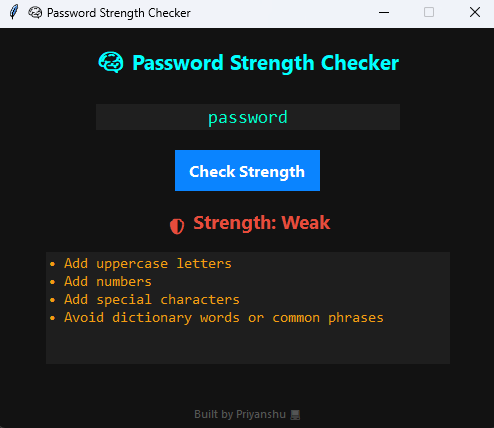 Password Strength Checker
Password Strength Checker
password
Check Strength
Strength: Weak
• Add uppercase letters
• Add numbers
• Add special characters
• Avoid dictionary words or common phrases
Built by Priyanshu